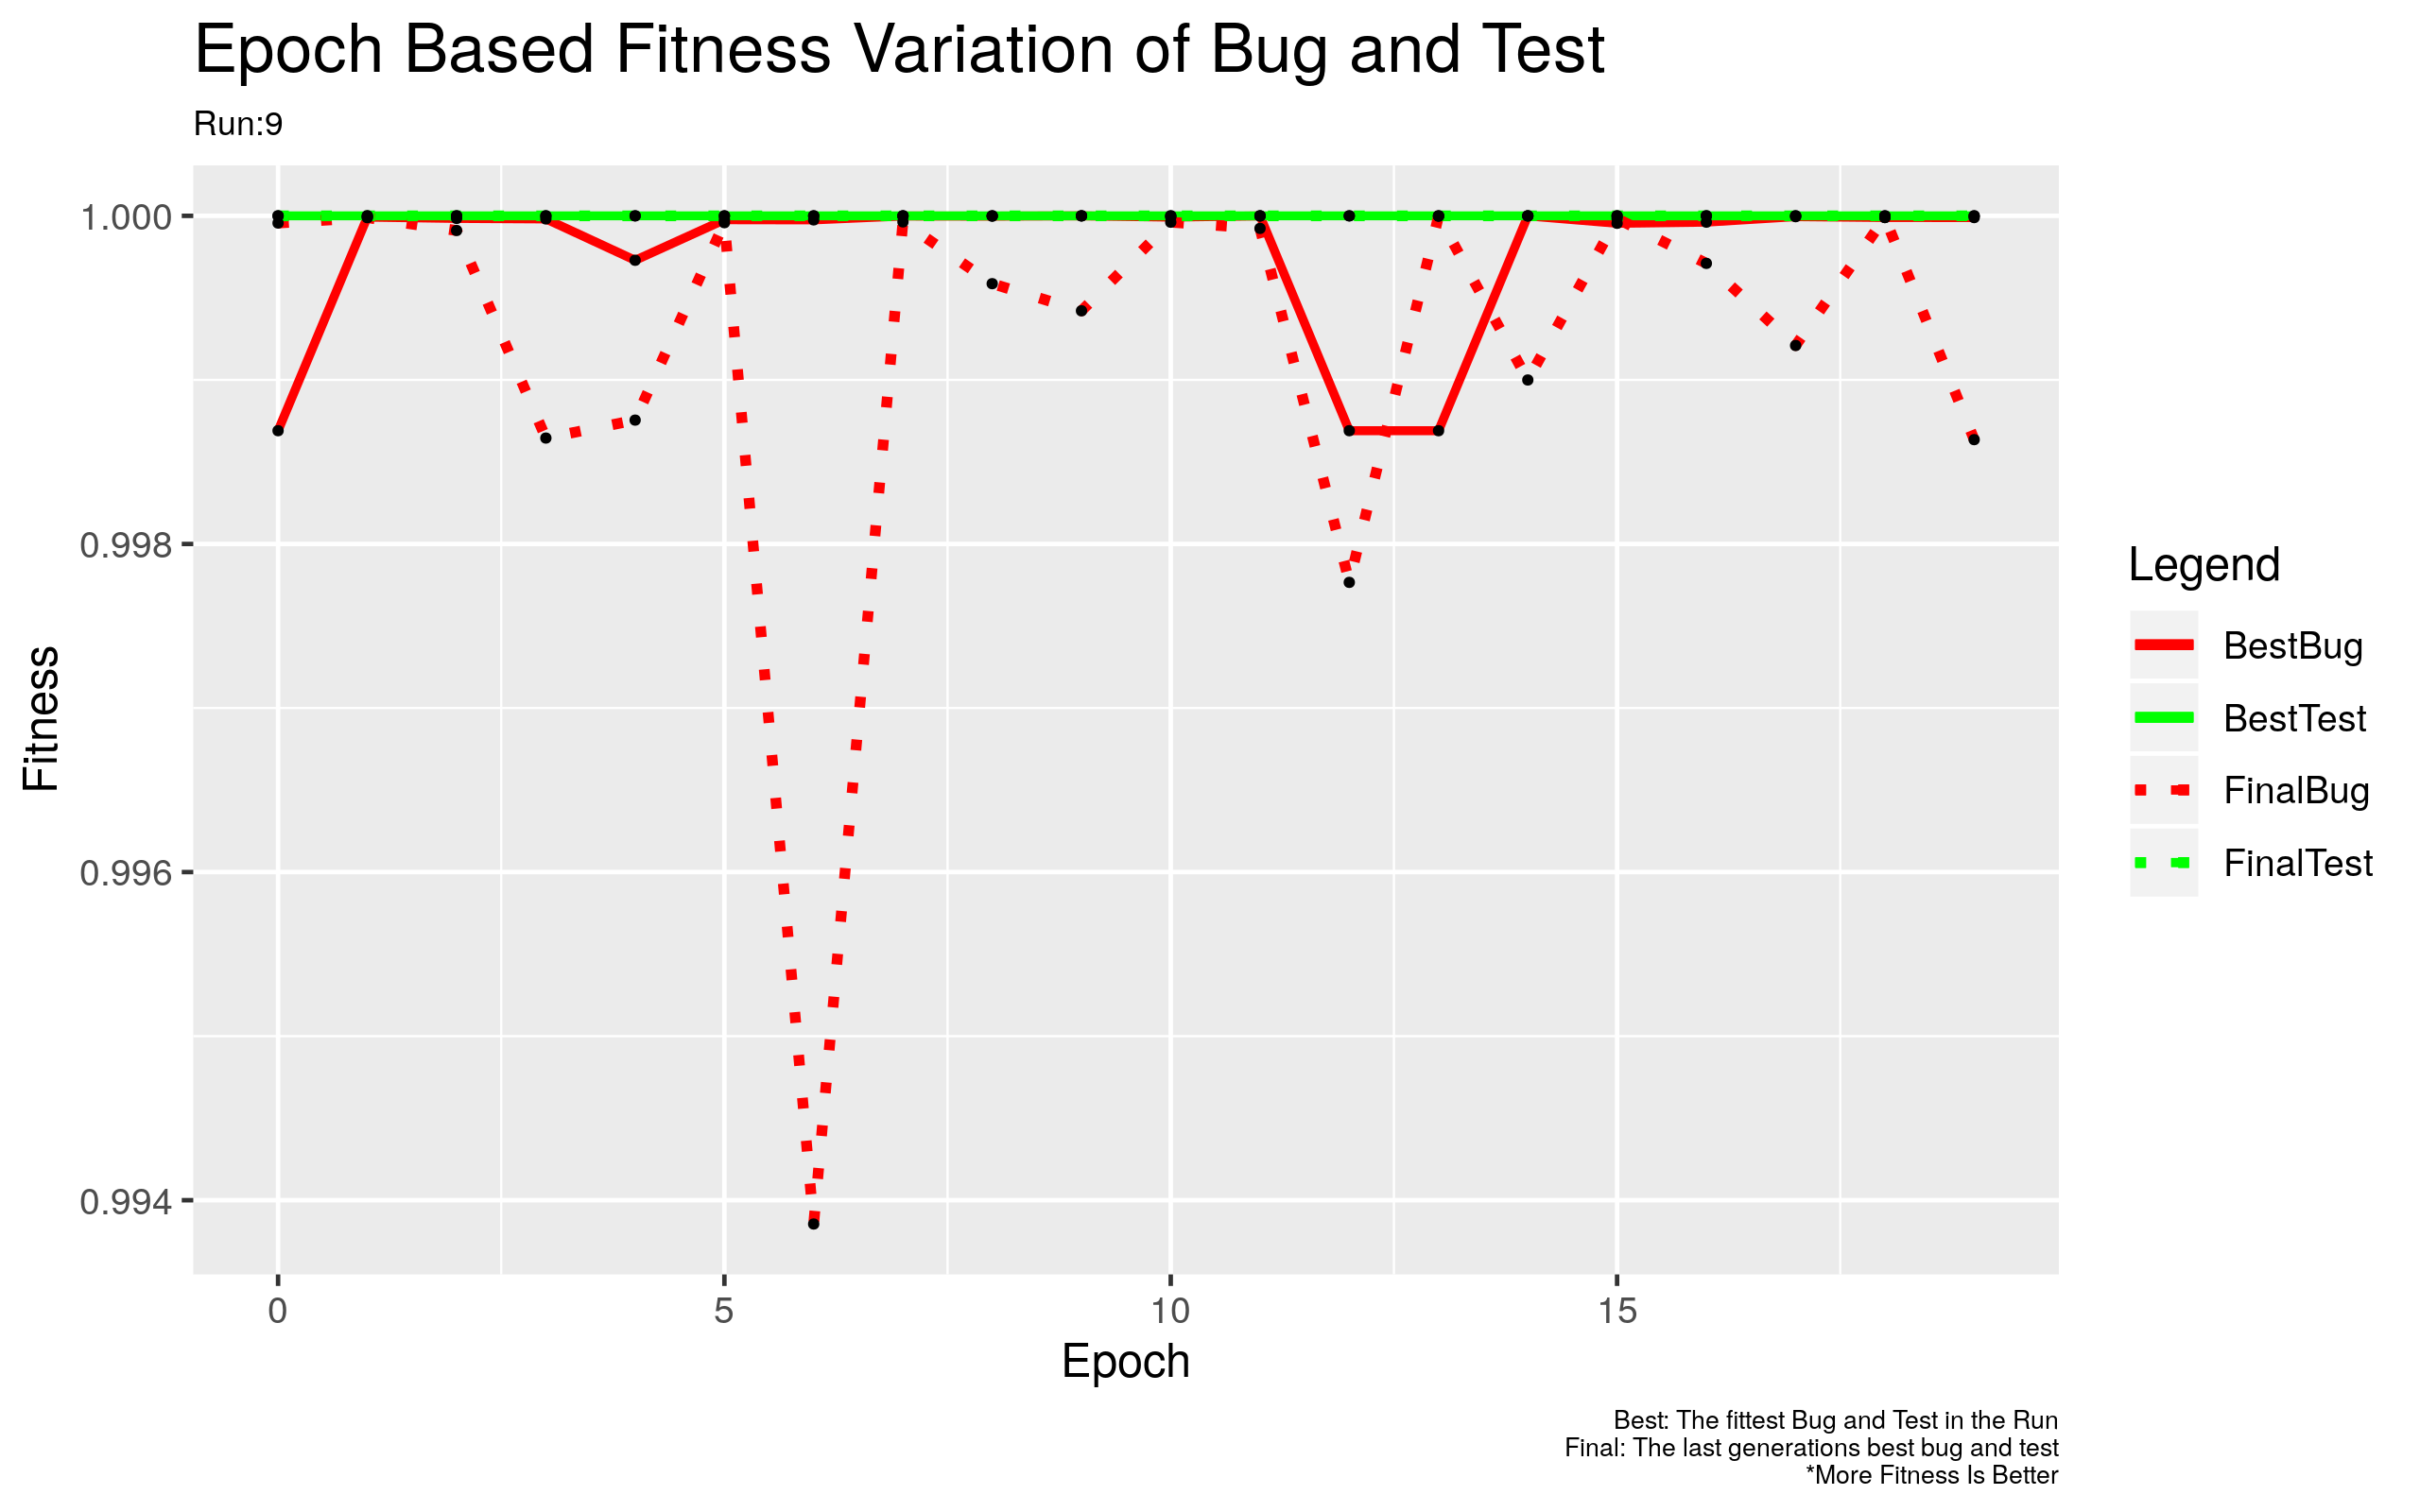 Epoch Based Fitness Variation of Bug and Test
Run:9
1.000
0.998
0.996
0.994
Fitness
0
5
10
15
Epoch
Legend
BestBug
BestTest
FinalBug
FinalTest
Best: The fittest Bug and Test in the Run
Final: The last generations best bug and test
*More Fitness Is Better